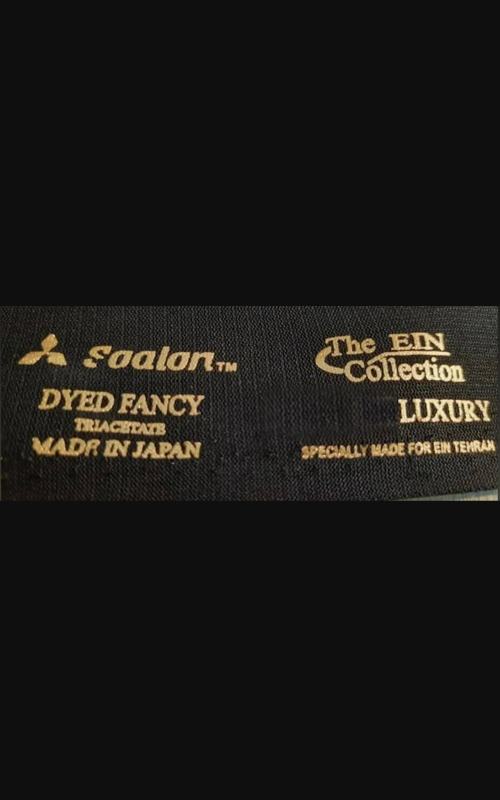 Soalon™
DYED FANCY
TRIACETATE
MADE IN JAPAN
The EIN
Collection
LUXURY
SPECIALLY MADE FOR EIN TEHRAN